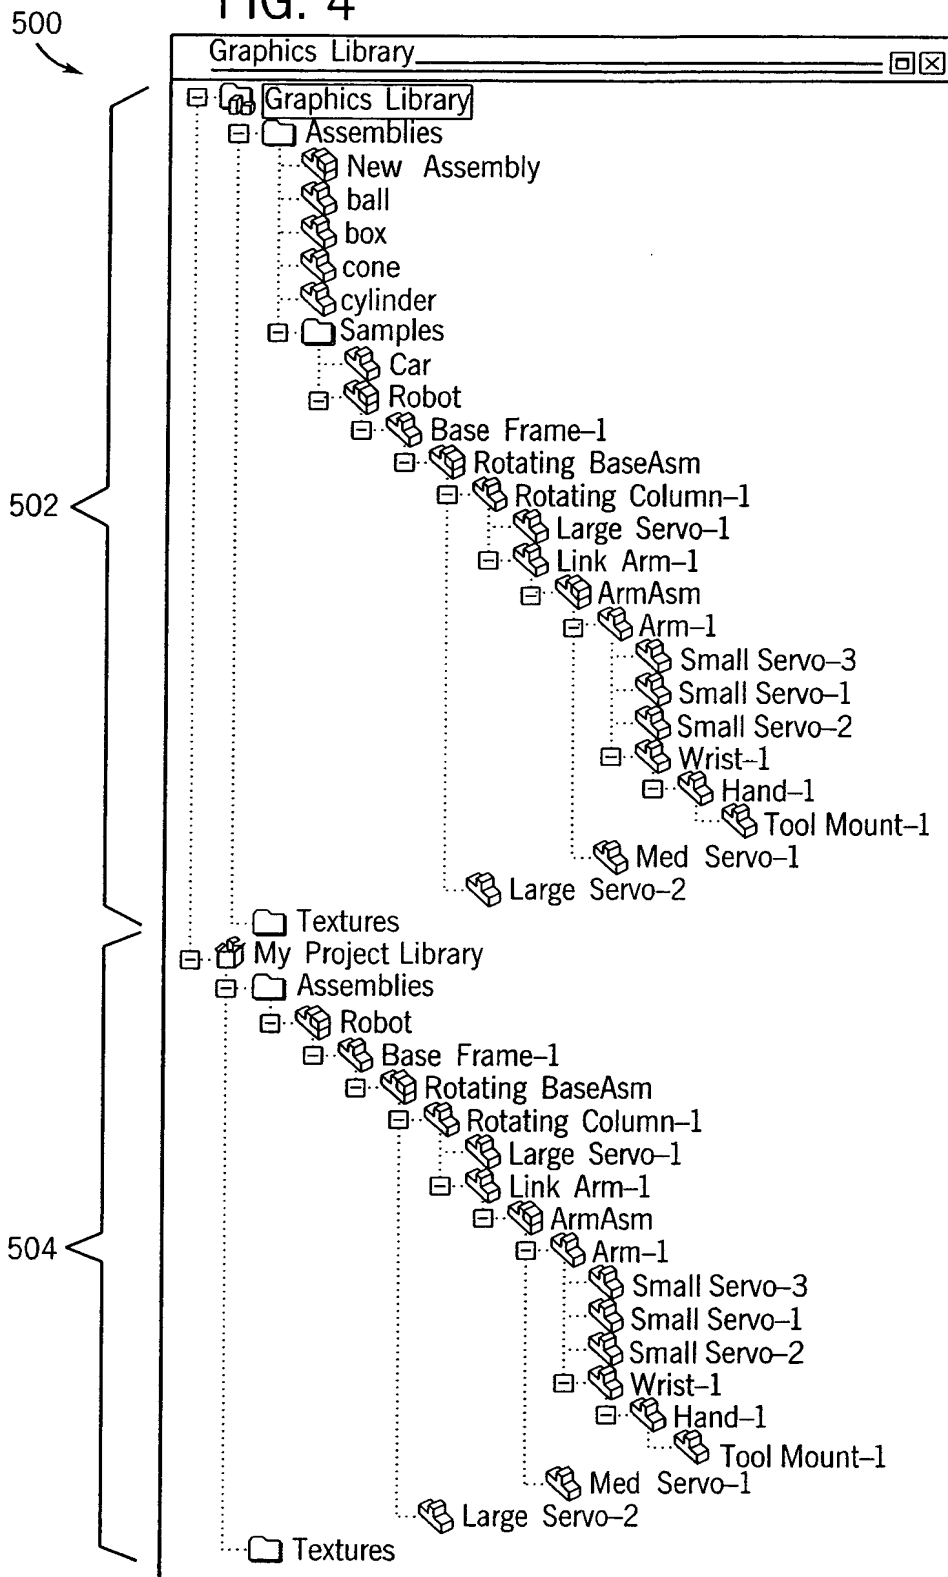 FIG. 4
500
Graphics Library
Graphics Library
Assemblies
New Assembly
ball
box
cone
cylinder
Samples
Car
Robot
Base Frame–1
Rotating BaseAsm
502
Rotating Column–1
Large Servo–1
Link Arm–1
ArmAsm
Arm–1
Small Servo–3
Small Servo–1
Small Servo–2
Wrist–1
Hand–1
Tool Mount–1
Med Servo–1
Large Servo–2
Textures
My Project Library
Assemblies
Robot
Base Frame–1
Rotating BaseAsm
Rotating Column–1
Large Servo–1
Link Arm–1
ArmAsm
504
Arm–1
Small Servo–3
Small Servo–1
Small Servo–2
Wrist–1
Hand–1
Tool Mount–1
Med Servo–1
Large Servo–2
Textures